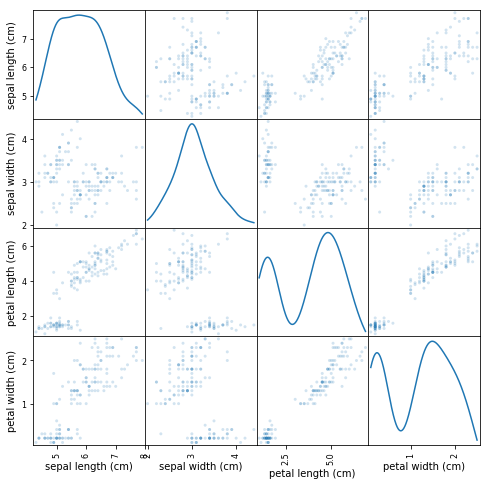 sepal length (cm)
7
6
5
sepal width (cm)
4
3
2
petal length (cm)
6
4
2
petal width (cm)
2
1
5 6 7 8 2 3 4 2.5 5.0 1 2
sepal length (cm) sepal width (cm) petal length (cm) petal width (cm)